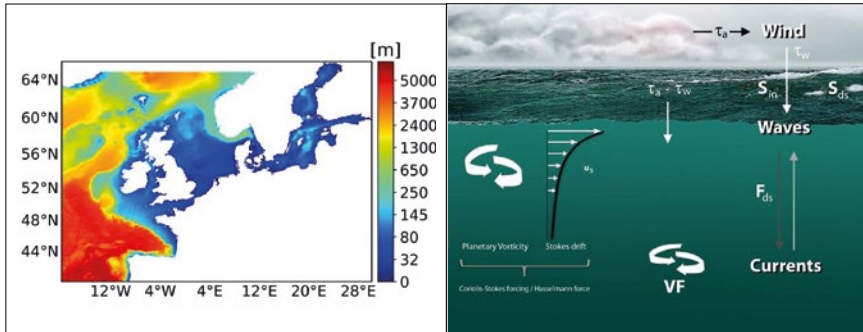 [m]
64°N
60°N
56°N
52°N
48°N
44°N
12°W 4°W 4°E 12°E 20°E 28°E
5000
3700
2400
1300
650
250
145
80
32
0
τa Wind
τw
τa - τw
Sin Sds
Waves
us
Fds
Planetary Vorticity Stokes drift
VF
Currents
Coriolis-Stokes forcing / Hasselmann force